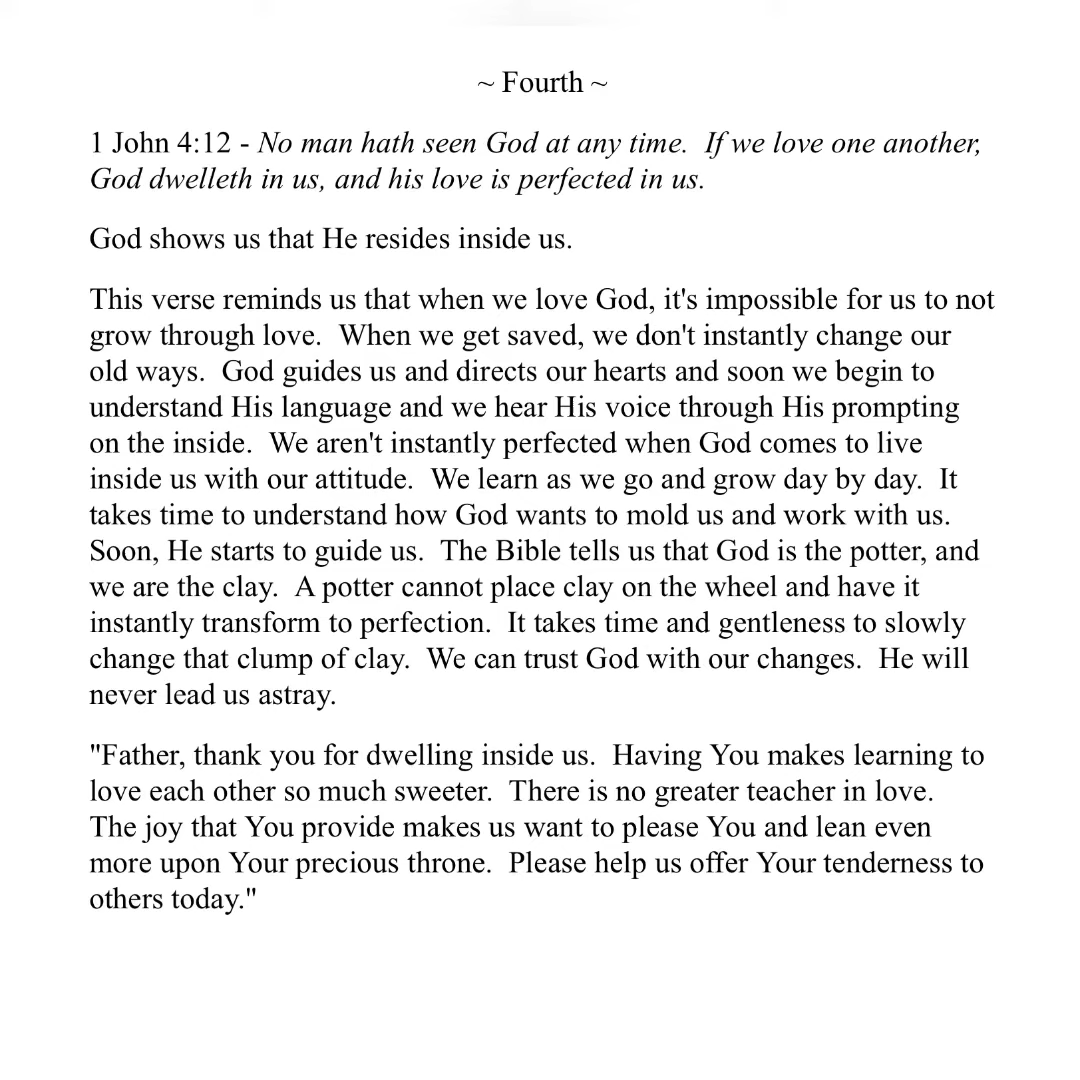 ~ Fourth ~
1 John 4:12 - No man hath seen God at any time.  If we love one another,
God dwelleth in us, and his love is perfected in us.
God shows us that He resides inside us.
This verse reminds us that when we love God, it's impossible for us to not
grow through love.  When we get saved, we don't instantly change our
old ways.  God guides us and directs our hearts and soon we begin to
understand His language and we hear His voice through His prompting
on the inside.  We aren't instantly perfected when God comes to live
inside us with our attitude.  We learn as we go and grow day by day.  It
takes time to understand how God wants to mold us and work with us.
Soon, He starts to guide us.  The Bible tells us that God is the potter, and
we are the clay.  A potter cannot place clay on the wheel and have it
instantly transform to perfection.  It takes time and gentleness to slowly
change that clump of clay.  We can trust God with our changes.  He will
never lead us astray.
"Father, thank you for dwelling inside us.  Having You makes learning to
love each other so much sweeter.  There is no greater teacher in love.
The joy that You provide makes us want to please You and lean even
more upon Your precious throne.  Please help us offer Your tenderness to
others today."